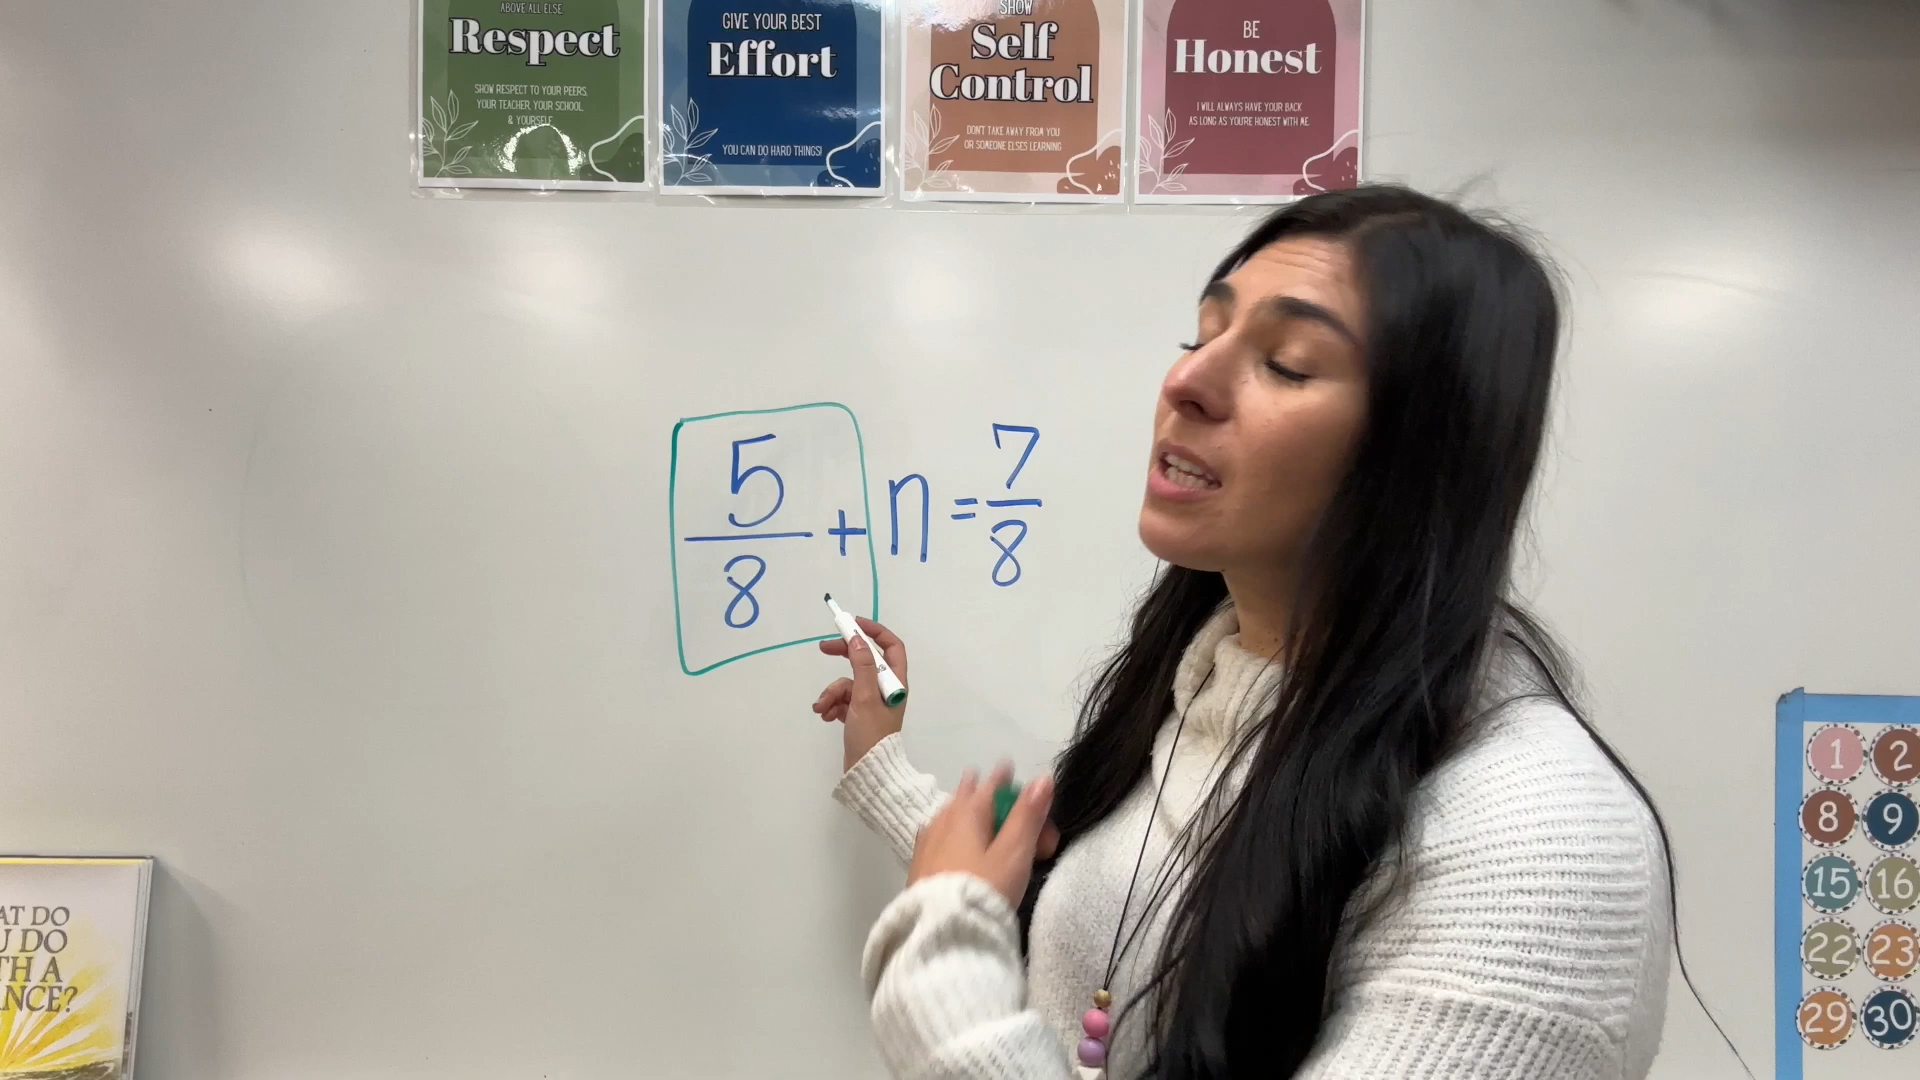 ABOVE ALL ELSE
Respect
SHOW RESPECT TO YOUR PEERS,
YOUR TEACHER, YOUR SCHOOL,
& YOURSELF
GIVE YOUR BEST
Effort
YOU CAN DO HARD THINGS!
SHOW
Self
Control
DON'T TAKE AWAY FROM YOU
OR SOMEONE ELSES LEARNING
BE
Honest
I WILL ALWAYS HAVE YOUR BACK
AS LONG AS YOU'RE HONEST WITH ME.
5/8 + n = 7/8
AT DO
U DO
TH A
ANCE?
1 2
8 9
15 16
22 23
29 30